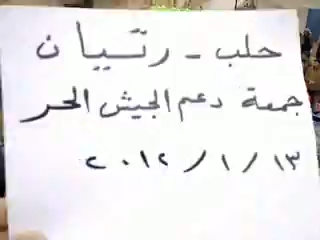 حلب - رتيان
جمعة دعم الجيش الحر
١٣ / ١ / ٢٠١٢